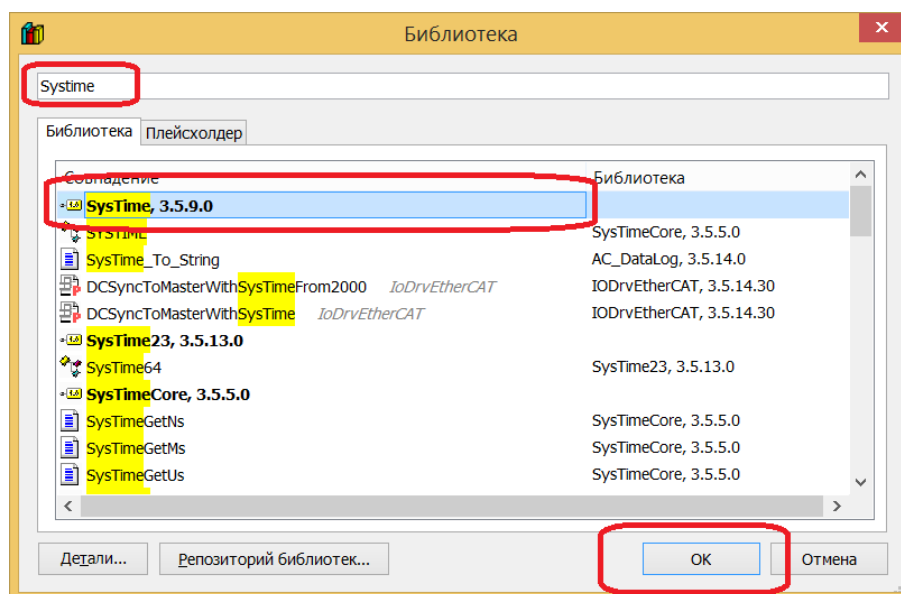 Библиотека
Systime
Библиотека Плейсхолдер
Совпадение Библиотека
SysTime, 3.5.9.0
SYSTIME SysTimeCore, 3.5.5.0
SysTime_To_String AC_DataLog, 3.5.14.0
DCSyncToMasterWithSysTimeFrom2000 IoDrvEtherCAT IODrvEtherCAT, 3.5.14.30
DCSyncToMasterWithSysTime IoDrvEtherCAT IODrvEtherCAT, 3.5.14.30
SysTime23, 3.5.13.0
SysTime64 SysTime23, 3.5.13.0
SysTimeCore, 3.5.5.0
SysTimeGetNs SysTimeCore, 3.5.5.0
SysTimeGetMs SysTimeCore, 3.5.5.0
SysTimeGetUs SysTimeCore, 3.5.5.0
Детали... Репозиторий библиотек... ОК Отмена